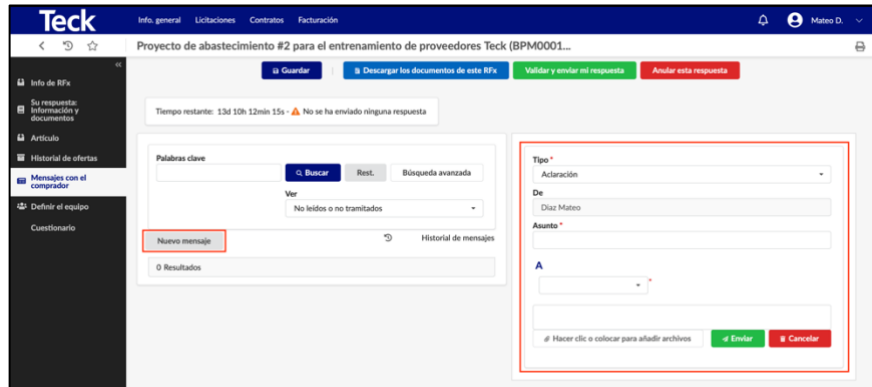 Teck
Info. general Licitaciones Contratos Facturación
Mateo D.
Proyecto de abastecimiento #2 para el entrenamiento de proveedores Teck (BPM0001...
Guardar
Descargar los documentos de este RFx
Validar y enviar mi respuesta
Anular esta respuesta
Info de RFx
Su respuesta:
Información y
documentos
Artículo
Historial de ofertas
Mensajes con el
comprador
Definir el equipo
Cuestionario
Tiempo restante: 13d 10h 12min 15s - No se ha enviado ninguna respuesta
Palabras clave
Buscar Rest. Búsqueda avanzada
Ver
No leídos o no tramitados
Nuevo mensaje
Historial de mensajes
0 Resultados
Tipo *
Aclaración
De
Díaz Mateo
Asunto *
A
*
Hacer clic o colocar para añadir archivos
Enviar
Cancelar